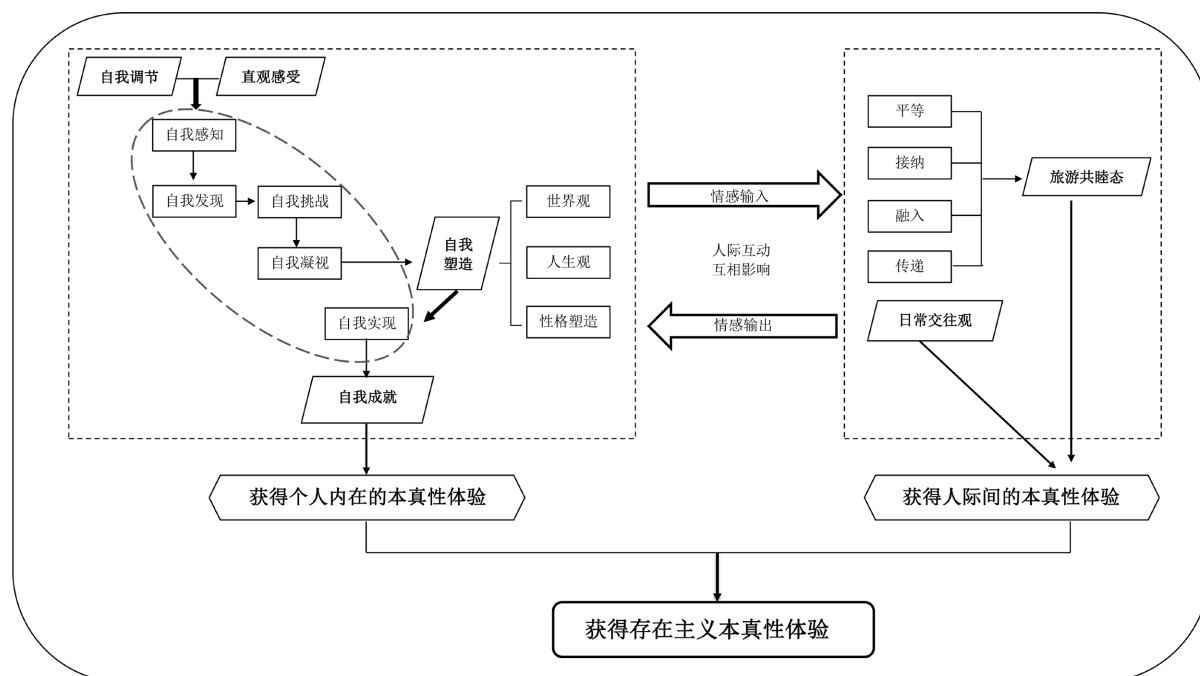 自我调节
直观感受
自我感知
自我发现
自我挑战
自我凝视
自我
塑造
世界观
人生观
性格塑造
自我实现
自我成就
情感输入
人际互动
互相影响
情感输出
平等
接纳
融入
传递
旅游共睦态
日常交往观
获得个人内在的本真性体验
获得人际间的本真性体验
获得存在主义本真性体验